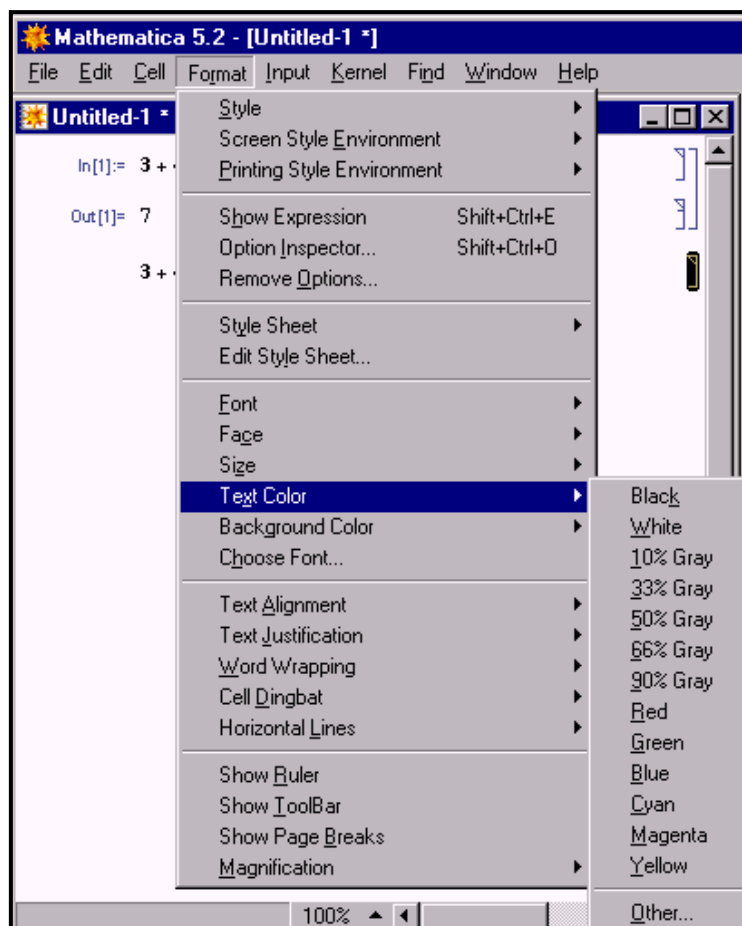 Mathematica 5.2 - [Untitled-1 *]
File Edit Cell Format Input Kernel Find Window Help
Untitled-1 *
In[1]:= 3 +
Out[1]= 7
3 +
Style
Screen Style Environment
Printing Style Environment
Show Expression Shift+Ctrl+E
Option Inspector... Shift+Ctrl+O
Remove Options...
Style Sheet
Edit Style Sheet...
Font
Face
Size
Text Color
Background Color
Choose Font...
Text Alignment
Text Justification
Word Wrapping
Cell Dingbat
Horizontal Lines
Show Ruler
Show ToolBar
Show Page Breaks
Magnification
Black
White
10% Gray
33% Gray
50% Gray
66% Gray
90% Gray
Red
Green
Blue
Cyan
Magenta
Yellow
Other...
100%